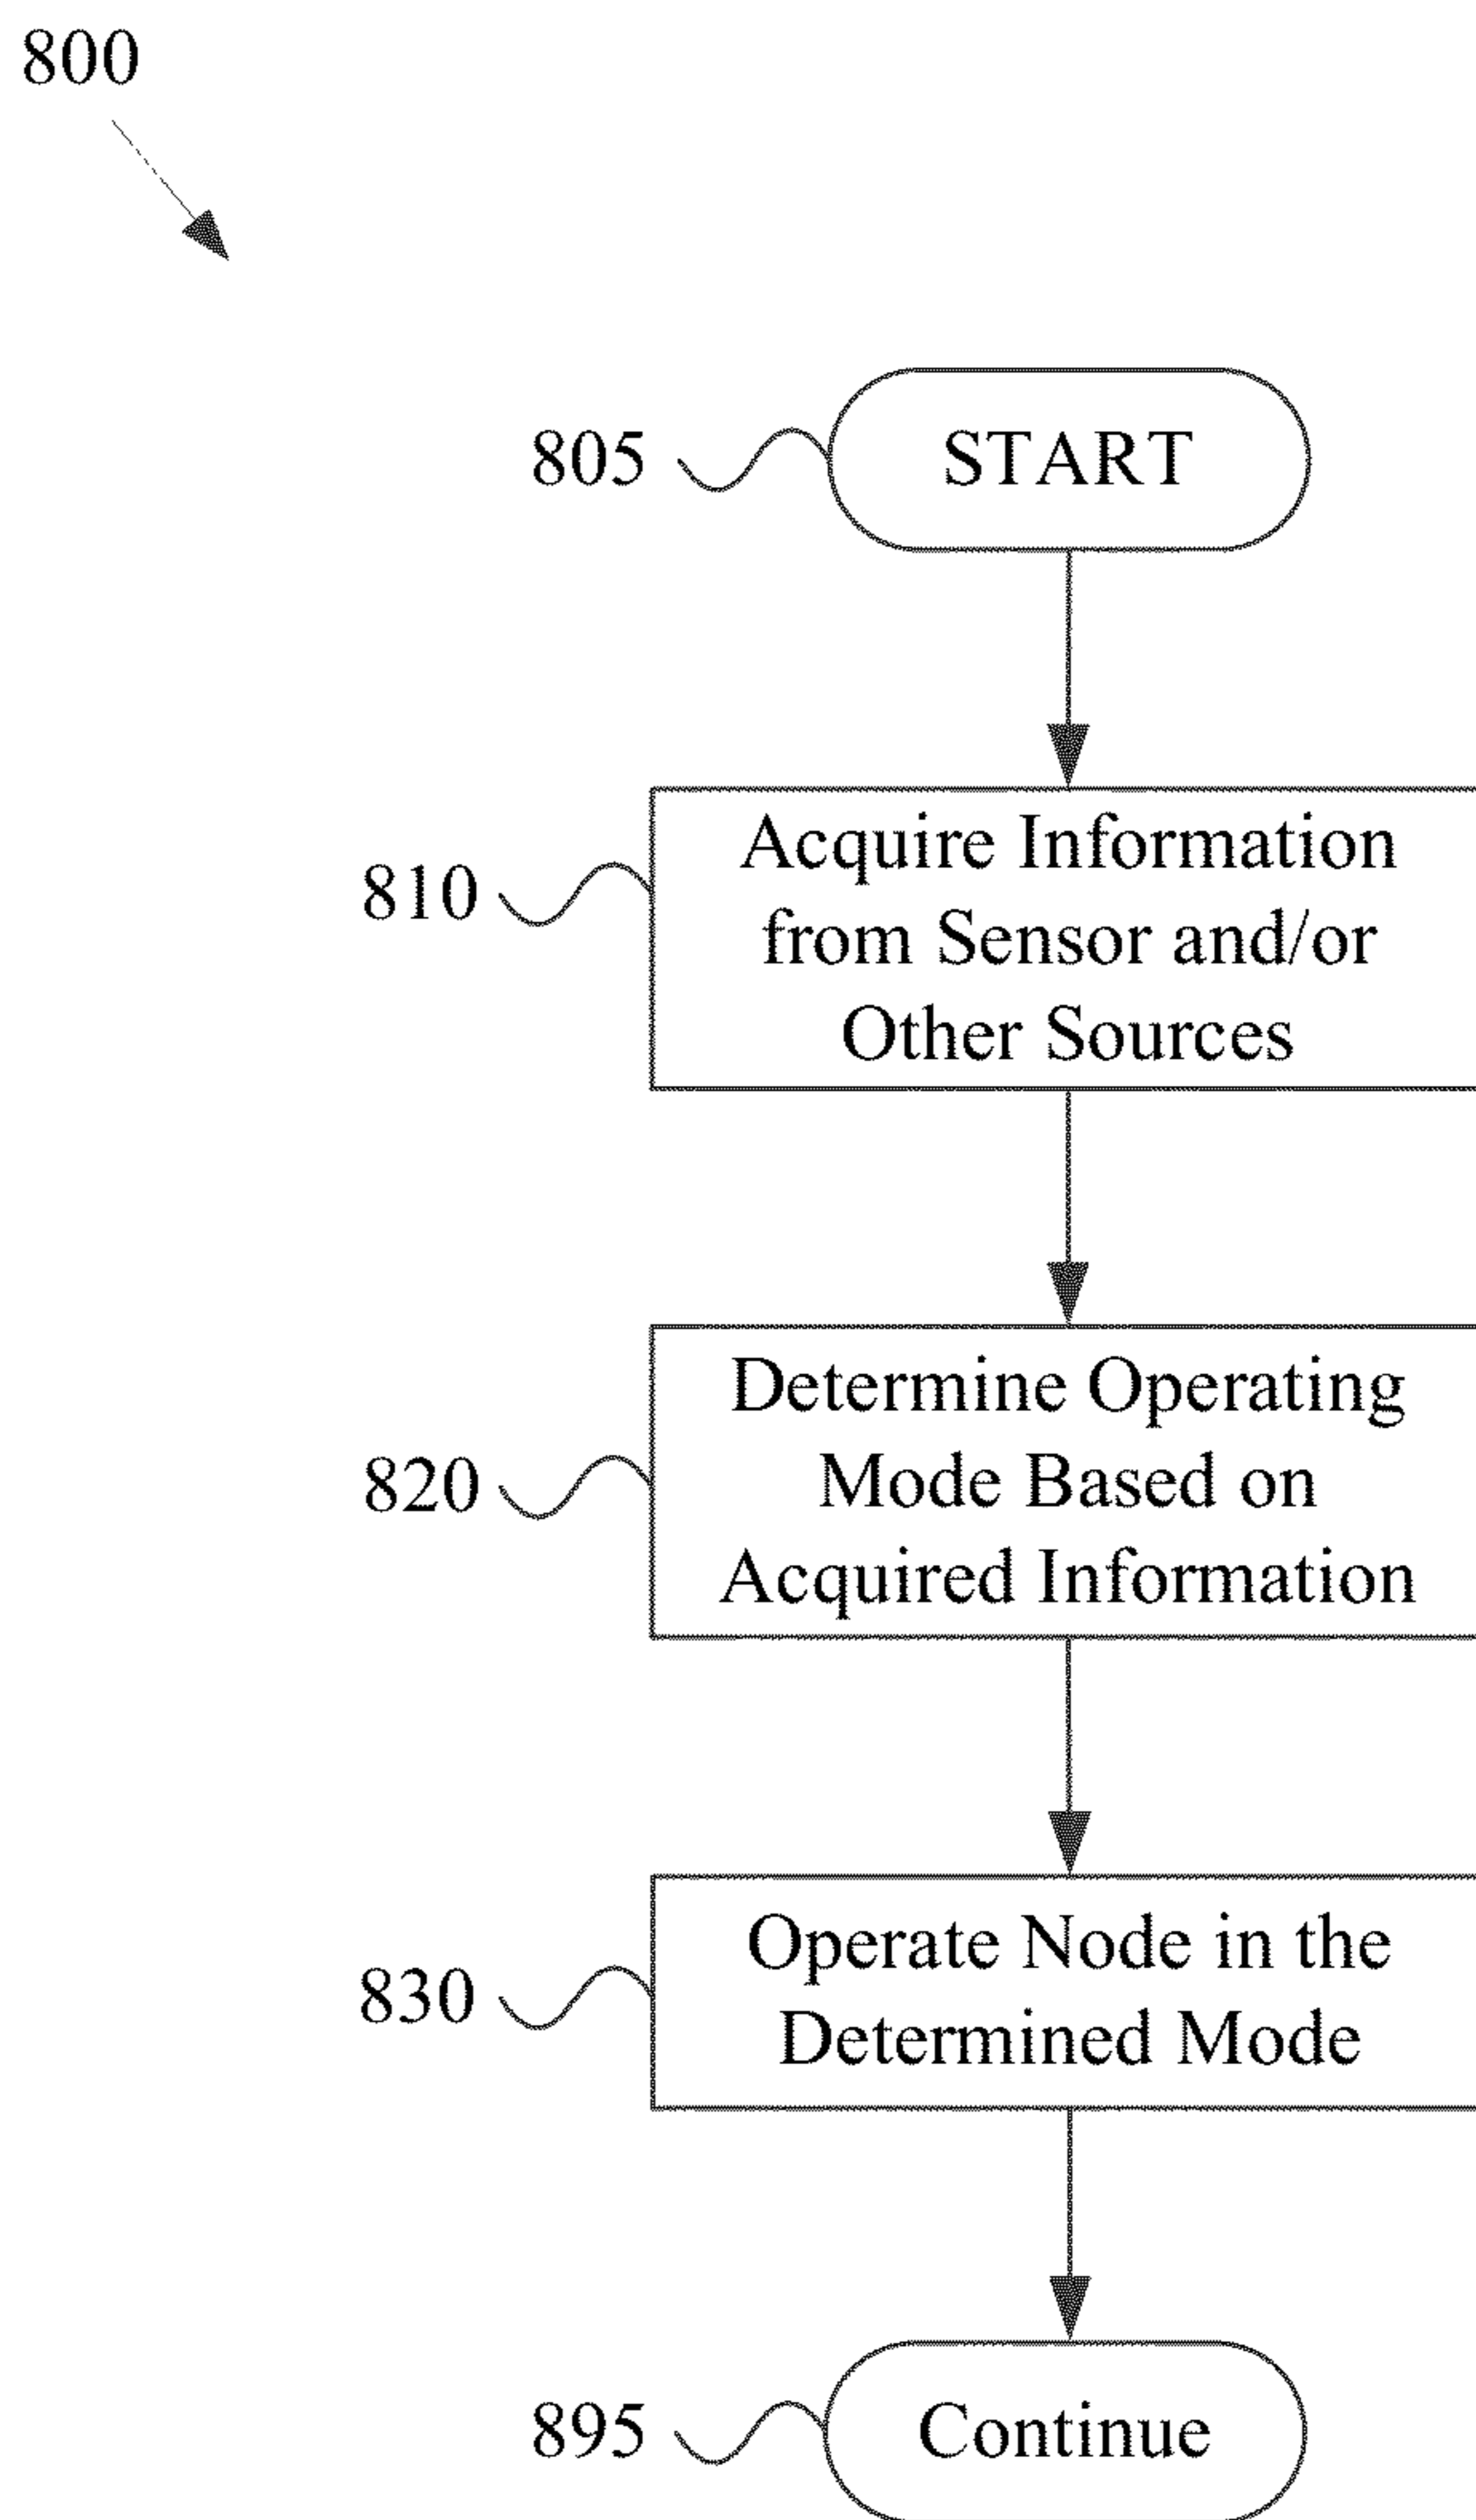 800
805
START
810
Acquire Information
from Sensor and/or
Other Sources
820
Determine Operating
Mode Based on
Acquired Information
830
Operate Node in the
Determined Mode
895
Continue